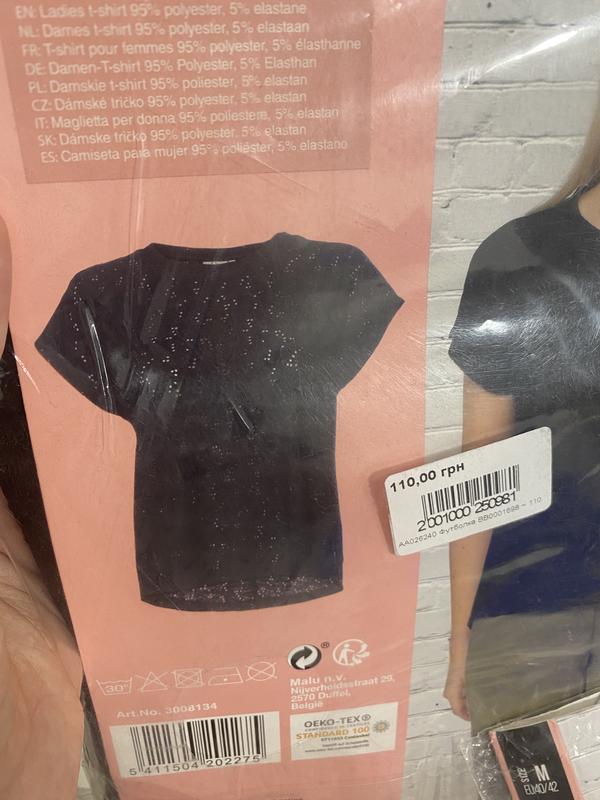 EN: Ladies t-shirt 95% polyester, 5% elastane
NL: Dames t-shirt 95% polyester, 5% elastaan
FR: T-shirt pour femmes 95% polyester, 5% élasthanne
DE: Damen-T-shirt 95% Polyester, 5% Elasthan
PL: Damskie t-shirt 95% poliester, 5% elastan
CZ: Dámské tričko 95% polyester, 5% elastan
IT: Maglietta per donna 95% poliestere, 5% elastan
SK: Dámske tričko 95% polyester, 5% elastan
ES: Camiseta para mujer 95% poliéster, 5% elastano
110,00 грн
2001000 250981
AA026240 Футболка BB0001698 – 110
30°
®
Malu n.v.
Nijverheidsstraat 29,
2570 Duffel,
België
Art.No. 3008134
5 411504 202275
OEKO-TEX®
CONFIDENCE IN TEXTILES
STANDARD 100
SIZE
M
EU40/42